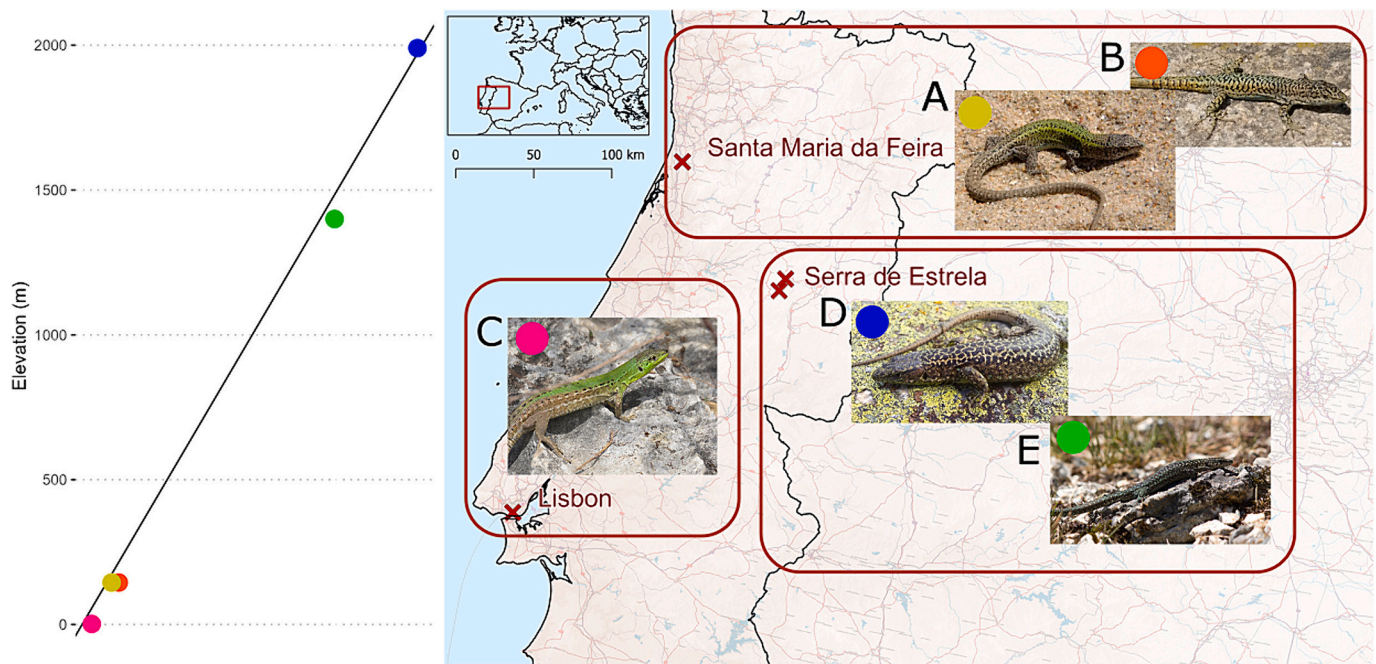 2000
1500
1000
500
0
Elevation (m)
0 50 100 km
A
B
Santa Maria da Feira
C
Lisbon
Serra de Estrela
D
E